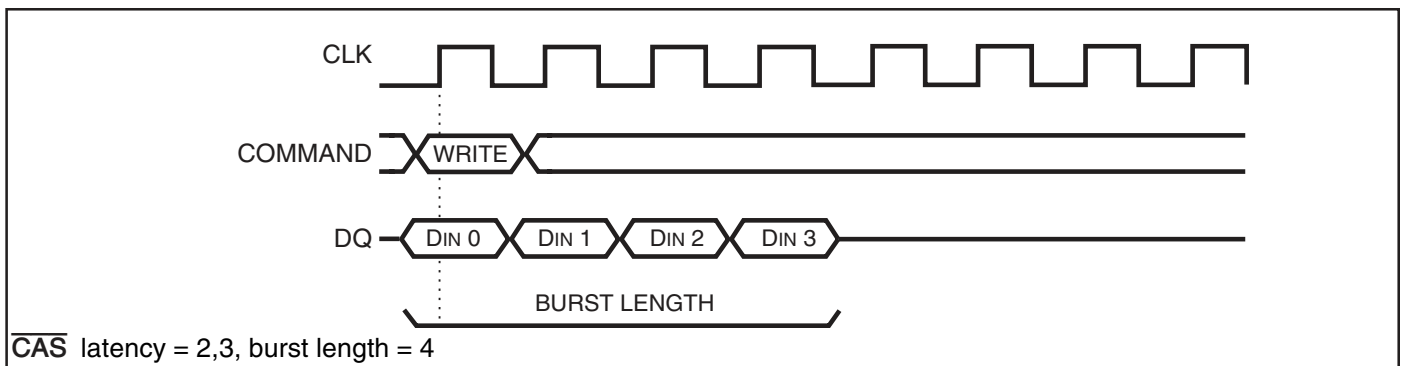 CLK
COMMAND WRITE
DQ DIN 0 DIN 1 DIN 2 DIN 3
BURST LENGTH
CAS latency = 2,3, burst length = 4